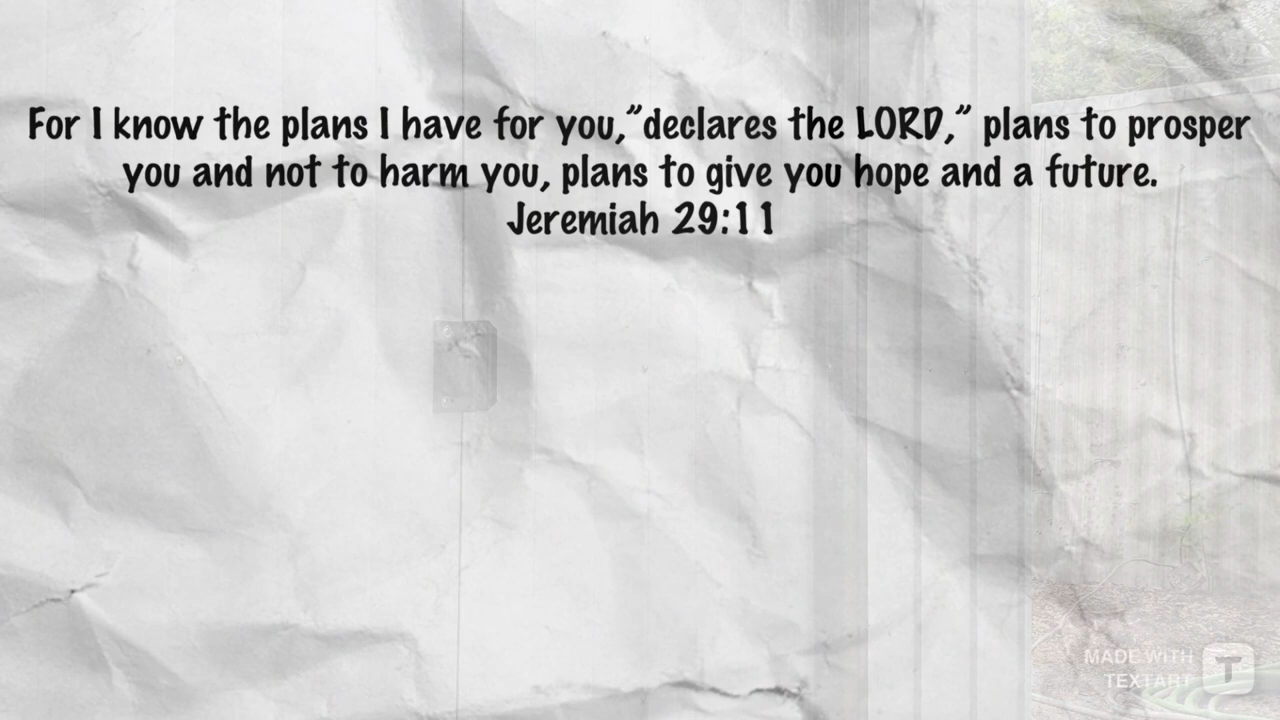 For I know the plans I have for you,”declares the LORD,” plans to prosper
you and not to harm you, plans to give you hope and a future.
Jeremiah 29:11
MADE WITH
TEXTART
T